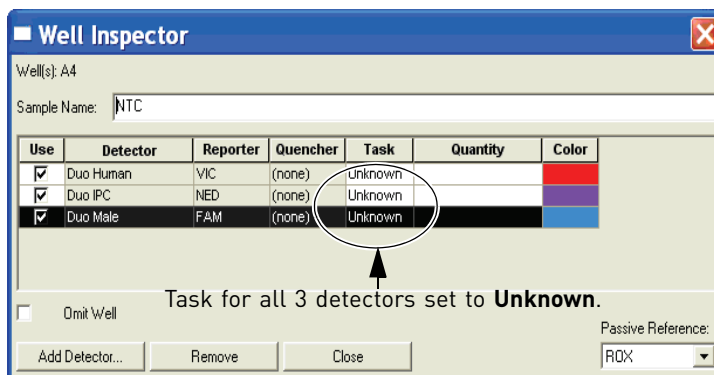 Well Inspector
Well(s): A4
Sample Name: NTC
Use Detector Reporter Quencher Task Quantity Color
Duo Human VIC (none) Unknown
Duo IPC NED (none) Unknown
Duo Male FAM (none) Unknown
Task for all 3 detectors set to Unknown.
Omit Well
Passive Reference:
Add Detector... Remove Close ROX